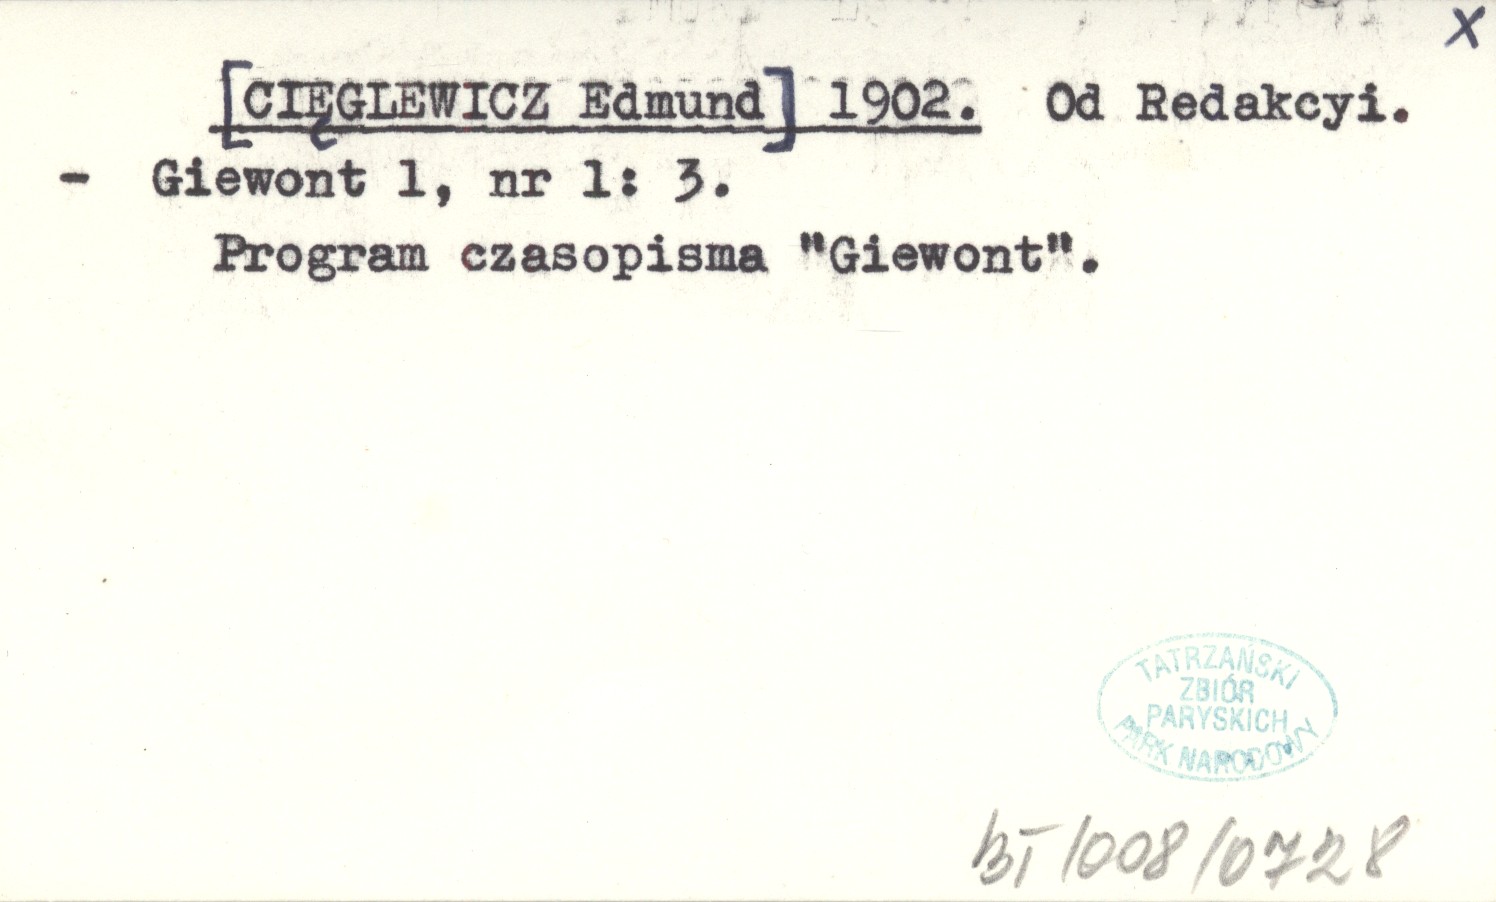 X
[CIĘGLEWICZ Edmund] 1902. Od Redakcyi.
- Giewont 1, nr 1: 3.
Program czasopisma "Giewont".
TATRZAŃSKI
ZBIÓR
PARYSKICH
PARK NARODOWY
BT/008/0728